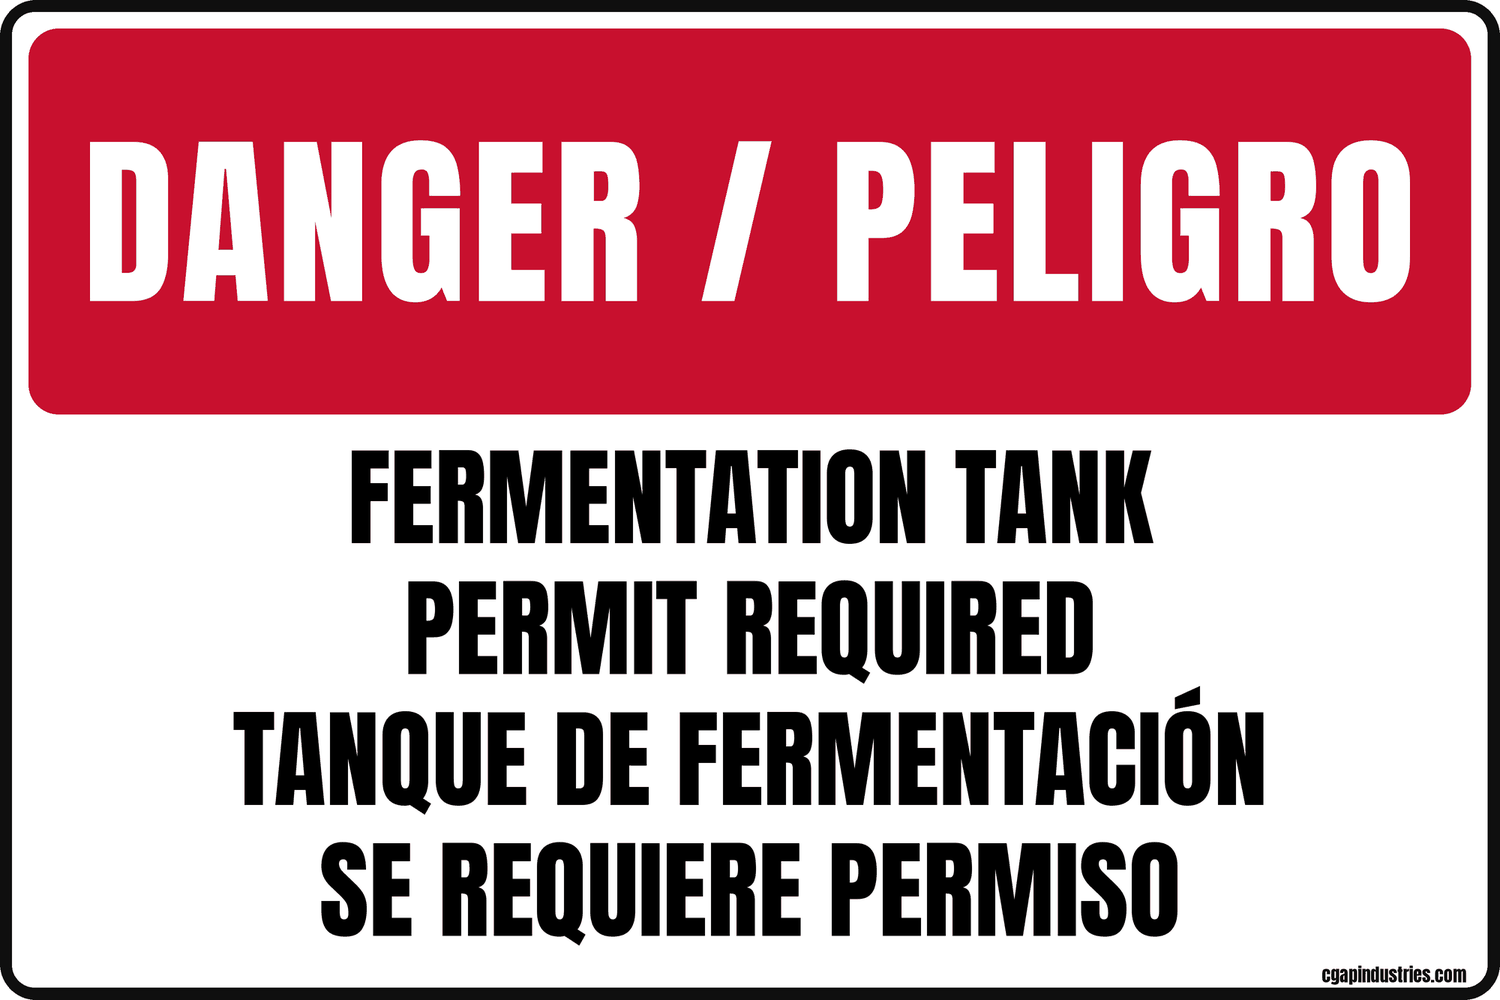 DANGER / PELIGRO
FERMENTATION TANK
PERMIT REQUIRED
TANQUE DE FERMENTACIÓN
SE REQUIERE PERMISO
cgapindustries.com